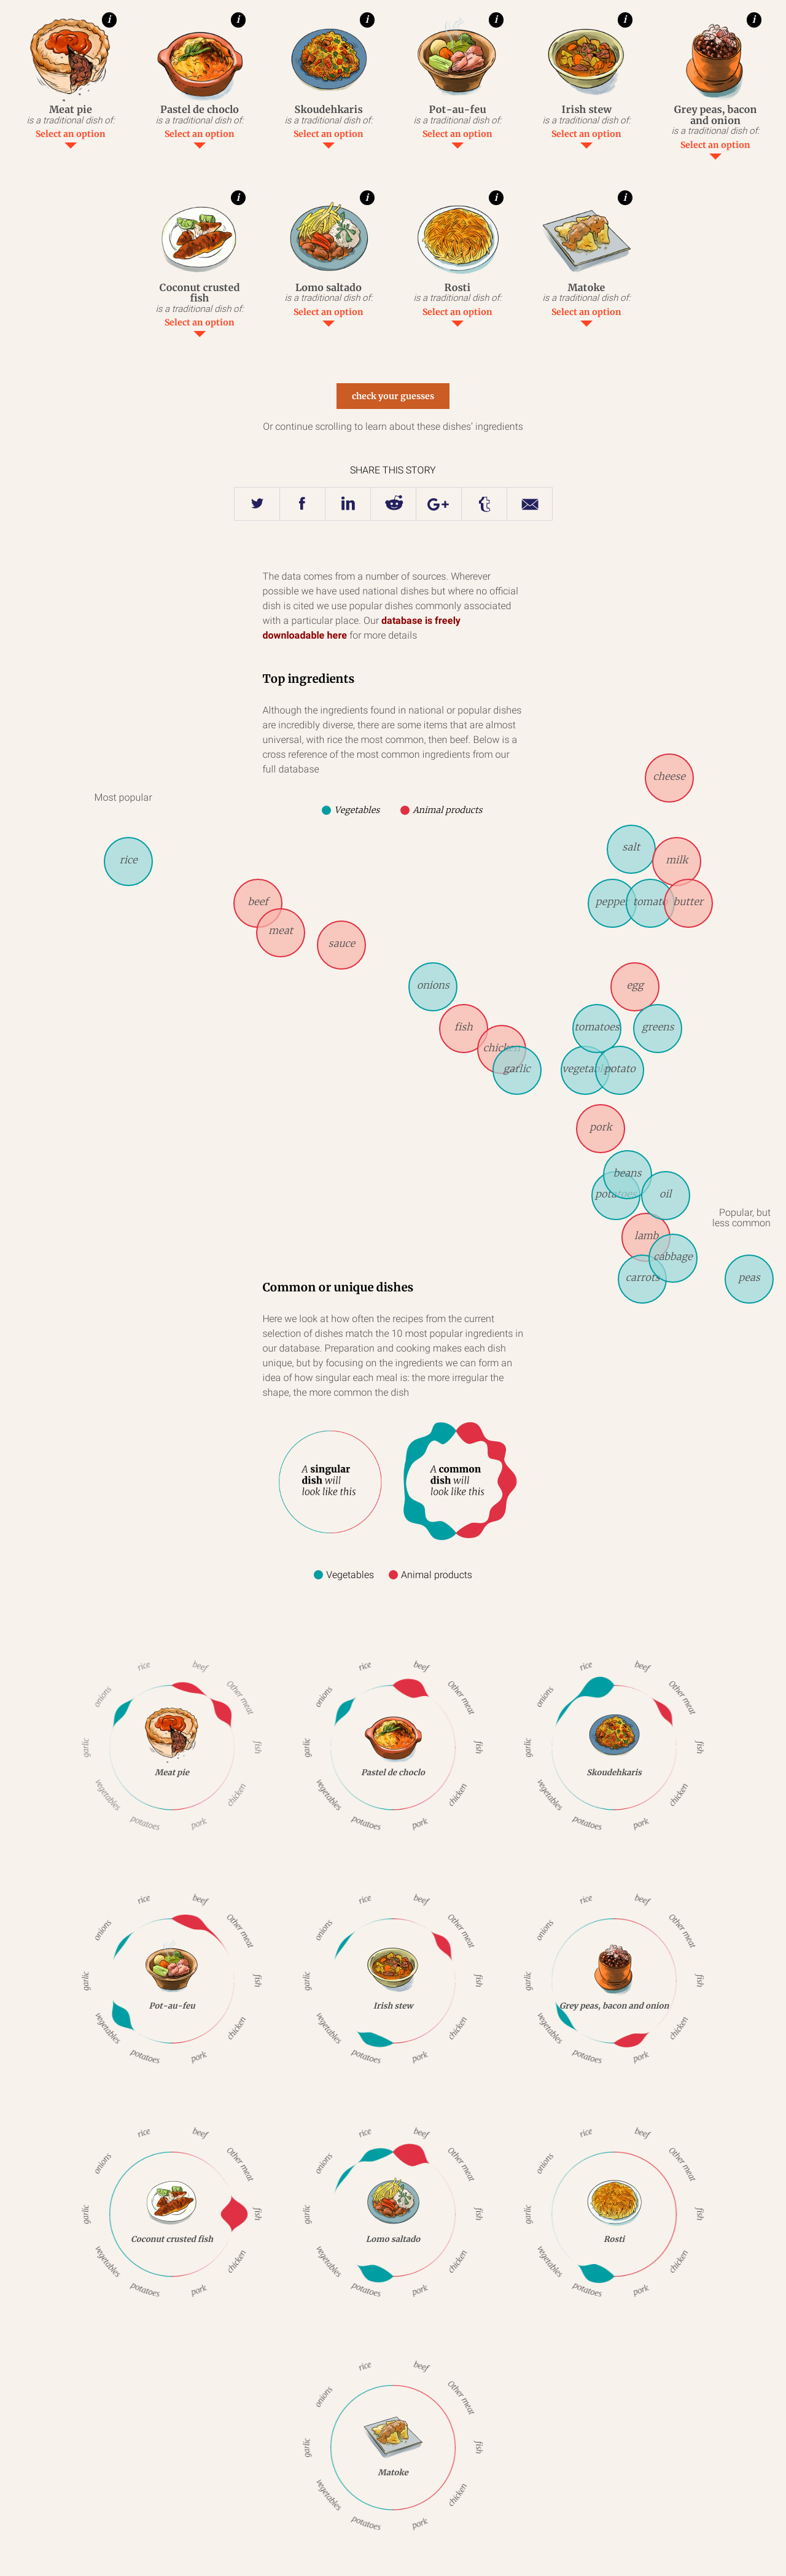 i
i
i
i
i
i
Meat pie
is a traditional dish of:
Select an option
Pastel de choclo
is a traditional dish of:
Select an option
Skoudehkaris
is a traditional dish of:
Select an option
Pot-au-feu
is a traditional dish of:
Select an option
Irish stew
is a traditional dish of:
Select an option
Grey peas, bacon
and onion
is a traditional dish of:
Select an option
i
i
i
i
Coconut crusted
fish
is a traditional dish of:
Select an option
Lomo saltado
is a traditional dish of:
Select an option
Rosti
is a traditional dish of:
Select an option
Matoke
is a traditional dish of:
Select an option
check your guesses
Or continue scrolling to learn about these dishes' ingredients
SHARE THIS STORY
f
in
G+
t
The data comes from a number of sources. Wherever
possible we have used national dishes but where no official
dish is cited we use popular dishes commonly associated
with a particular place. Our database is freely
downloadable here for more details
Top ingredients
Although the ingredients found in national or popular dishes
are incredibly diverse, there are some items that are almost
universal, with rice the most common, then beef. Below is a
cross reference of the most common ingredients from our
full database
Most popular
Vegetables
Animal products
cheese
rice
salt
milk
beef
peppe
tomato
butter
meat
sauce
onions
egg
fish
tomatoes
greens
chicken
garlic
vegetab
potato
pork
beans
potatoes
oil
Popular, but
less common
lamb
cabbage
carrots
peas
Common or unique dishes
Here we look at how often the recipes from the current
selection of dishes match the 10 most popular ingredients in
our database. Preparation and cooking makes each dish
unique, but by focusing on the ingredients we can form an
idea of how singular each meal is: the more irregular the
shape, the more common the dish
A singular
dish will
look like this
A common
dish will
look like this
Vegetables
Animal products
rice
beef
Other meat
fish
chicken
pork
potatoes
vegetables
garlic
onions
Meat pie
rice
beef
Other meat
fish
chicken
pork
potatoes
vegetables
garlic
onions
Pastel de choclo
rice
beef
Other meat
fish
chicken
pork
potatoes
vegetables
garlic
onions
Skoudehkaris
rice
beef
Other meat
fish
chicken
pork
potatoes
vegetables
garlic
onions
Pot-au-feu
rice
beef
Other meat
fish
chicken
pork
potatoes
vegetables
garlic
onions
Irish stew
rice
beef
Other meat
fish
chicken
pork
potatoes
vegetables
garlic
onions
Grey peas, bacon and onion
rice
beef
Other meat
fish
chicken
pork
potatoes
vegetables
garlic
onions
Coconut crusted fish
rice
beef
Other meat
fish
chicken
pork
potatoes
vegetables
garlic
onions
Lomo saltado
rice
beef
Other meat
fish
chicken
pork
potatoes
vegetables
garlic
onions
Rosti
rice
beef
Other meat
fish
chicken
pork
potatoes
vegetables
garlic
onions
Matoke